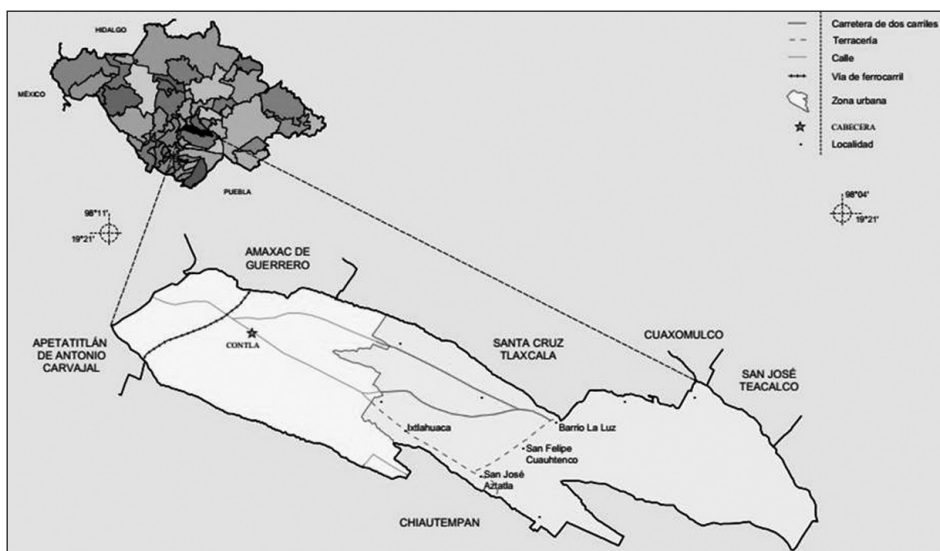 HIDALGO
MÉXICO
PUEBLA
Carretera de dos carriles
Terracería
Calle
Vía de ferrocarril
Zona urbana
CABECERA
Localidad
98°11'
19°21'
98°04'
19°21'
AMAXAC DE
GUERRERO
APETATITLÁN
DE ANTONIO
CARVAJAL
CONTLA
SANTA CRUZ
TLAXCALA
CUAXOMULCO
SAN JOSÉ
TEACALCO
Ixtlahuaca
Barrio La Luz
San Felipe
Cuauhtenco
San José
Aztatla
CHIAUTEMPAN